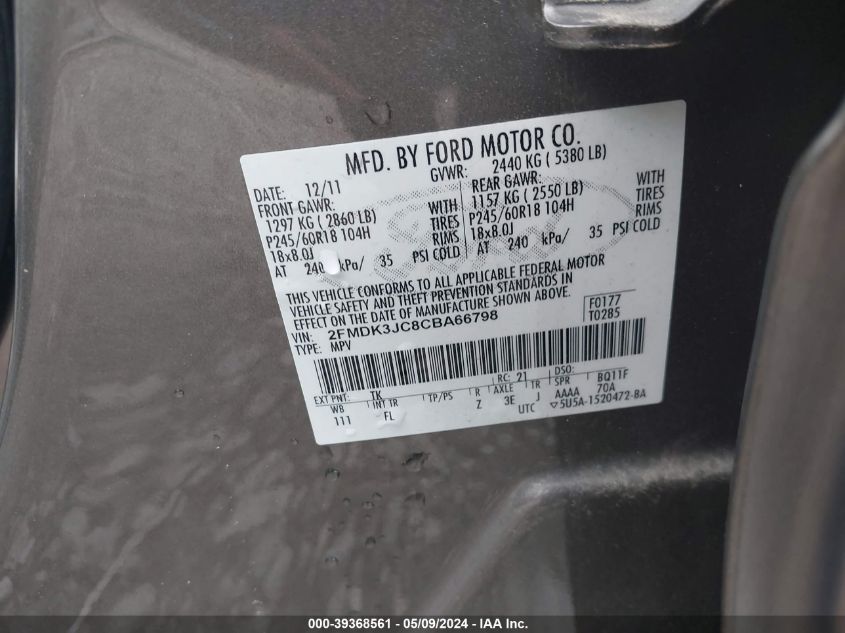 MFD. BY FORD MOTOR CO.
DATE: 12/11 GVWR: 2440 KG ( 5380 LB)
FRONT GAWR: REAR GAWR:
1297 KG ( 2860 LB) WITH 1157 KG ( 2550 LB) WITH
P245/60R18 104H TIRES P245/60R18 104H TIRES
18x8.0J RIMS 18x8.0J RIMS
AT 240 kPa/ 35 PSI COLD AT 240 kPa/ 35 PSI COLD
Ford
THIS VEHICLE CONFORMS TO ALL APPLICABLE FEDERAL MOTOR
VEHICLE SAFETY AND THEFT PREVENTION STANDARDS IN
EFFECT ON THE DATE OF MANUFACTURE SHOWN ABOVE.
VIN: 2FMDK3JC8CBA66798 F0177
TYPE: MPV T0285
EXT PNT: TK RC: 21 DSO:
WB INT TR TP/PS R AXLE TR SPR BQ11F
111 FL Z 3E J AAAA 70A
UTC ▽5U5A-1520472-BA
000-39368561 - 05/09/2024 - IAA Inc.